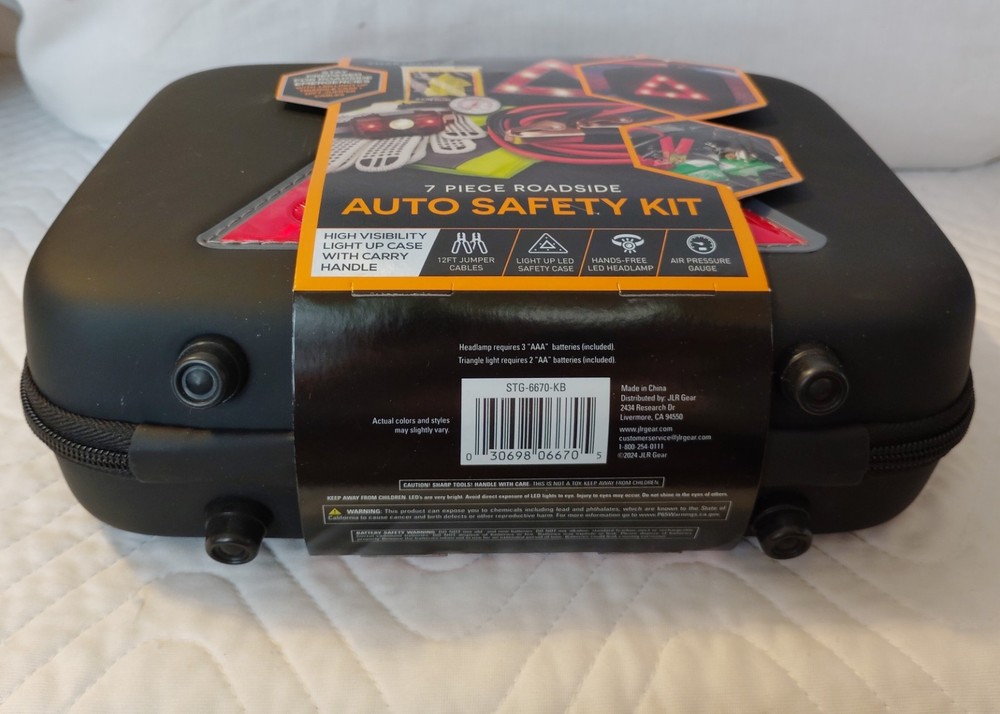 7 PIECE ROADSIDE
AUTO SAFETY KIT
HIGH VISIBILITY
LIGHT UP CASE
WITH CARRY
HANDLE
12FT JUMPER
CABLES
LIGHT UP LED
SAFETY CASE
HANDS-FREE
LED HEADLAMP
AIR PRESSURE
GAUGE
Headlamp requires 3 "AAA" batteries (included).
Triangle light requires 2 "AA" batteries (included).
Actual colors and styles
may slightly vary.
STG-6670-KB
0 30698 06670 5
Made in China
Distributed by: JLR Gear
2434 Research Dr
Livermore, CA 94550
www.jlrgear.com
customerservice@jlrgear.com
1-800-254-0111
©2024 JLR Gear
CAUTION! SHARP TOOLS! HANDLE WITH CARE. THIS IS NOT A TOY. KEEP AWAY FROM CHILDREN.
KEEP AWAY FROM CHILDREN. LED's are very bright. Avoid direct exposure of LED lights to eye. Injury to eyes may occur. Do not shine in the eyes of others.
WARNING: This product can expose you to chemicals including lead and phthalates, which are known to the State of
California to cause cancer and birth defects or other reproductive harm. For more information go to www.P65Warnings.ca.gov.
BATTERY SAFETY WARNING: